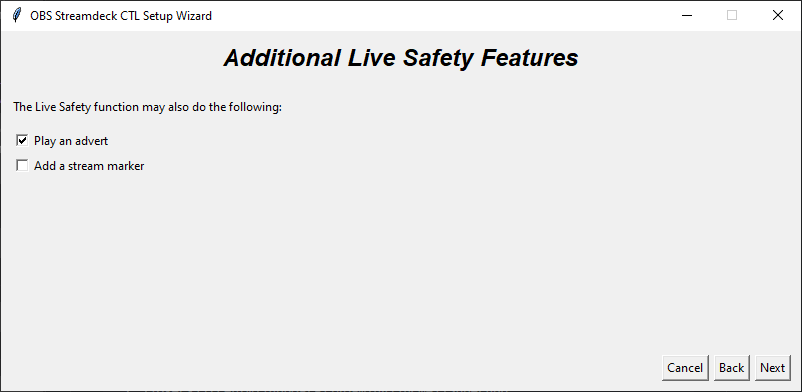 OBS Streamdeck CTL Setup Wizard
Additional Live Safety Features
The Live Safety function may also do the following:
Play an advert
Add a stream marker
Cancel Back Next